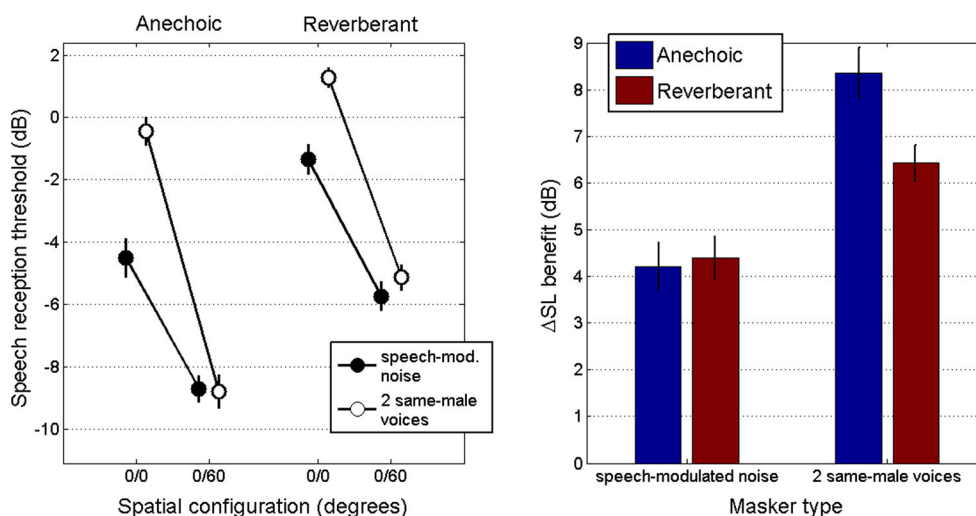 Anechoic
Reverberant
2
0
-2
-4
-6
-8
-10
Speech reception threshold (dB)
speech-mod.
noise
2 same-male
voices
0/0
0/60
0/0
0/60
Spatial configuration (degrees)
Anechoic
Reverberant
9
8
7
6
5
4
3
2
1
0
ΔSL benefit (dB)
speech-modulated noise
2 same-male voices
Masker type